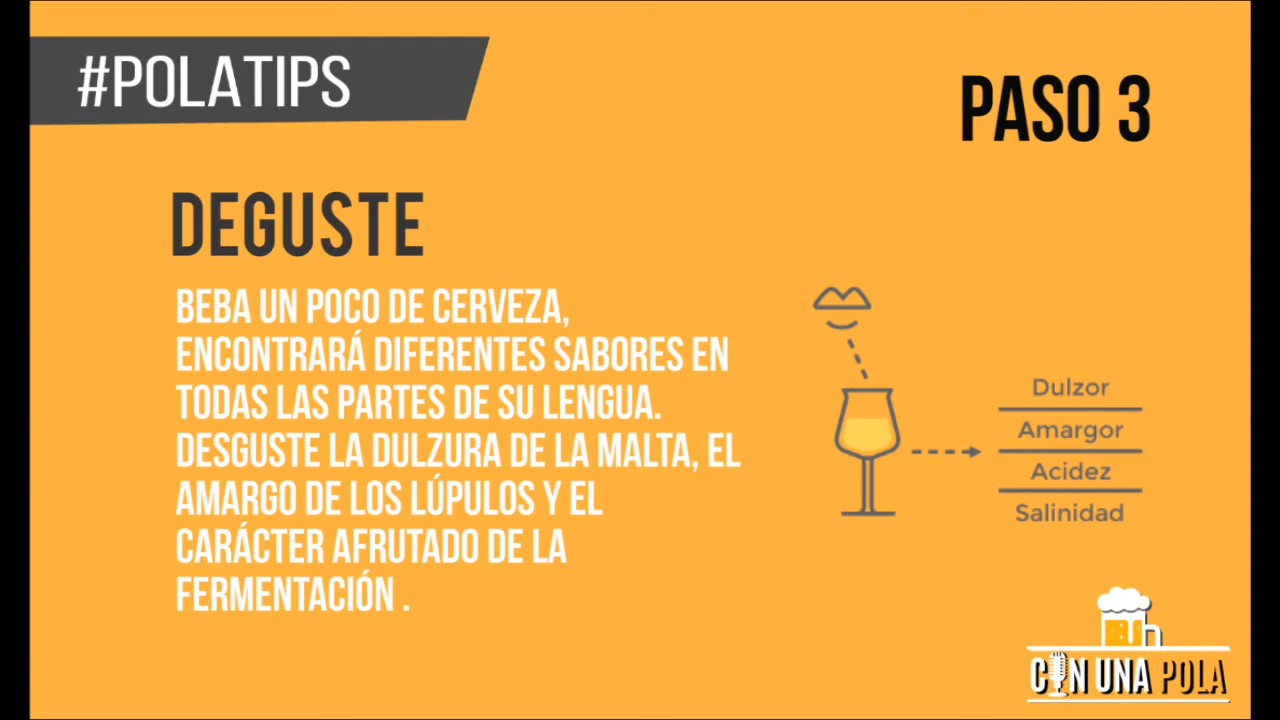 #POLATIPS
PASO 3
DEGUSTE
BEBA UN POCO DE CERVEZA,
ENCONTRARÁ DIFERENTES SABORES EN
TODAS LAS PARTES DE SU LENGUA.
DESGUSTE LA DULZURA DE LA MALTA, EL
AMARGO DE LOS LÚPULOS Y EL
CARÁCTER AFRUTADO DE LA
FERMENTACIÓN .
Dulzor
Amargor
Acidez
Salinidad
CON UNA POLA